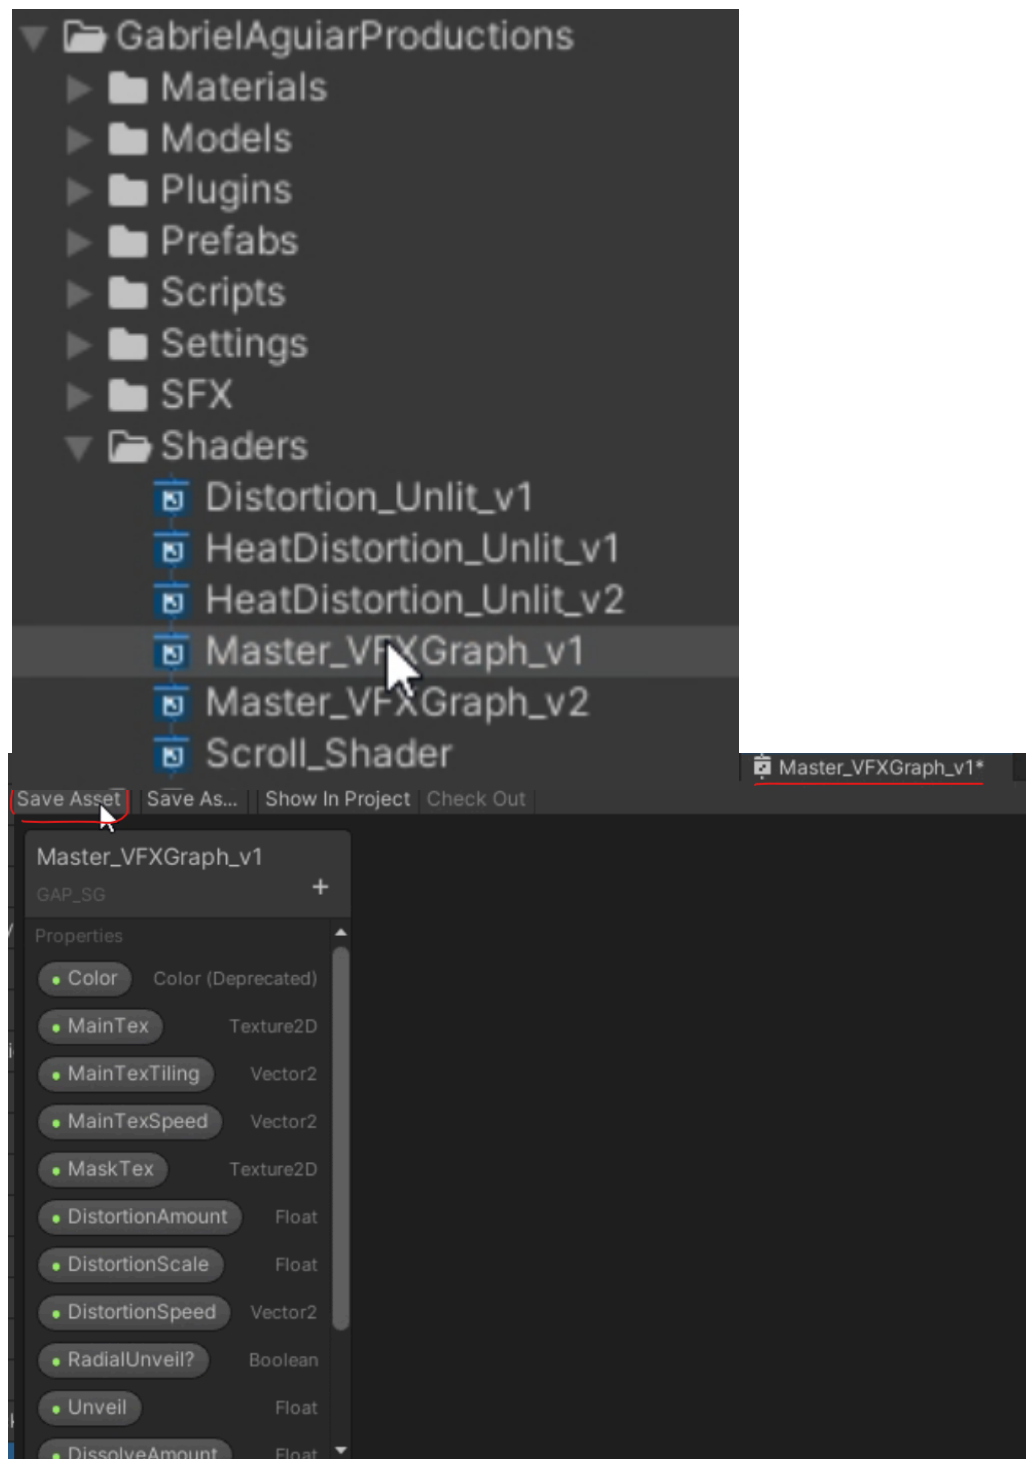 GabrielAguiarProductions
Materials
Models
Plugins
Prefabs
Scripts
Settings
SFX
Shaders
Distortion_Unlit_v1
HeatDistortion_Unlit_v1
HeatDistortion_Unlit_v2
Master_VFXGraph_v1
Master_VFXGraph_v2
Scroll_Shader
Master_VFXGraph_v1*
Save Asset Save As... Show In Project Check Out
Master_VFXGraph_v1
GAP_SG
+
Properties
Color Color (Deprecated)
MainTex Texture2D
MainTexTiling Vector2
MainTexSpeed Vector2
MaskTex Texture2D
DistortionAmount Float
DistortionScale Float
DistortionSpeed Vector2
RadialUnveil? Boolean
Unveil Float
DissolveAmount Float